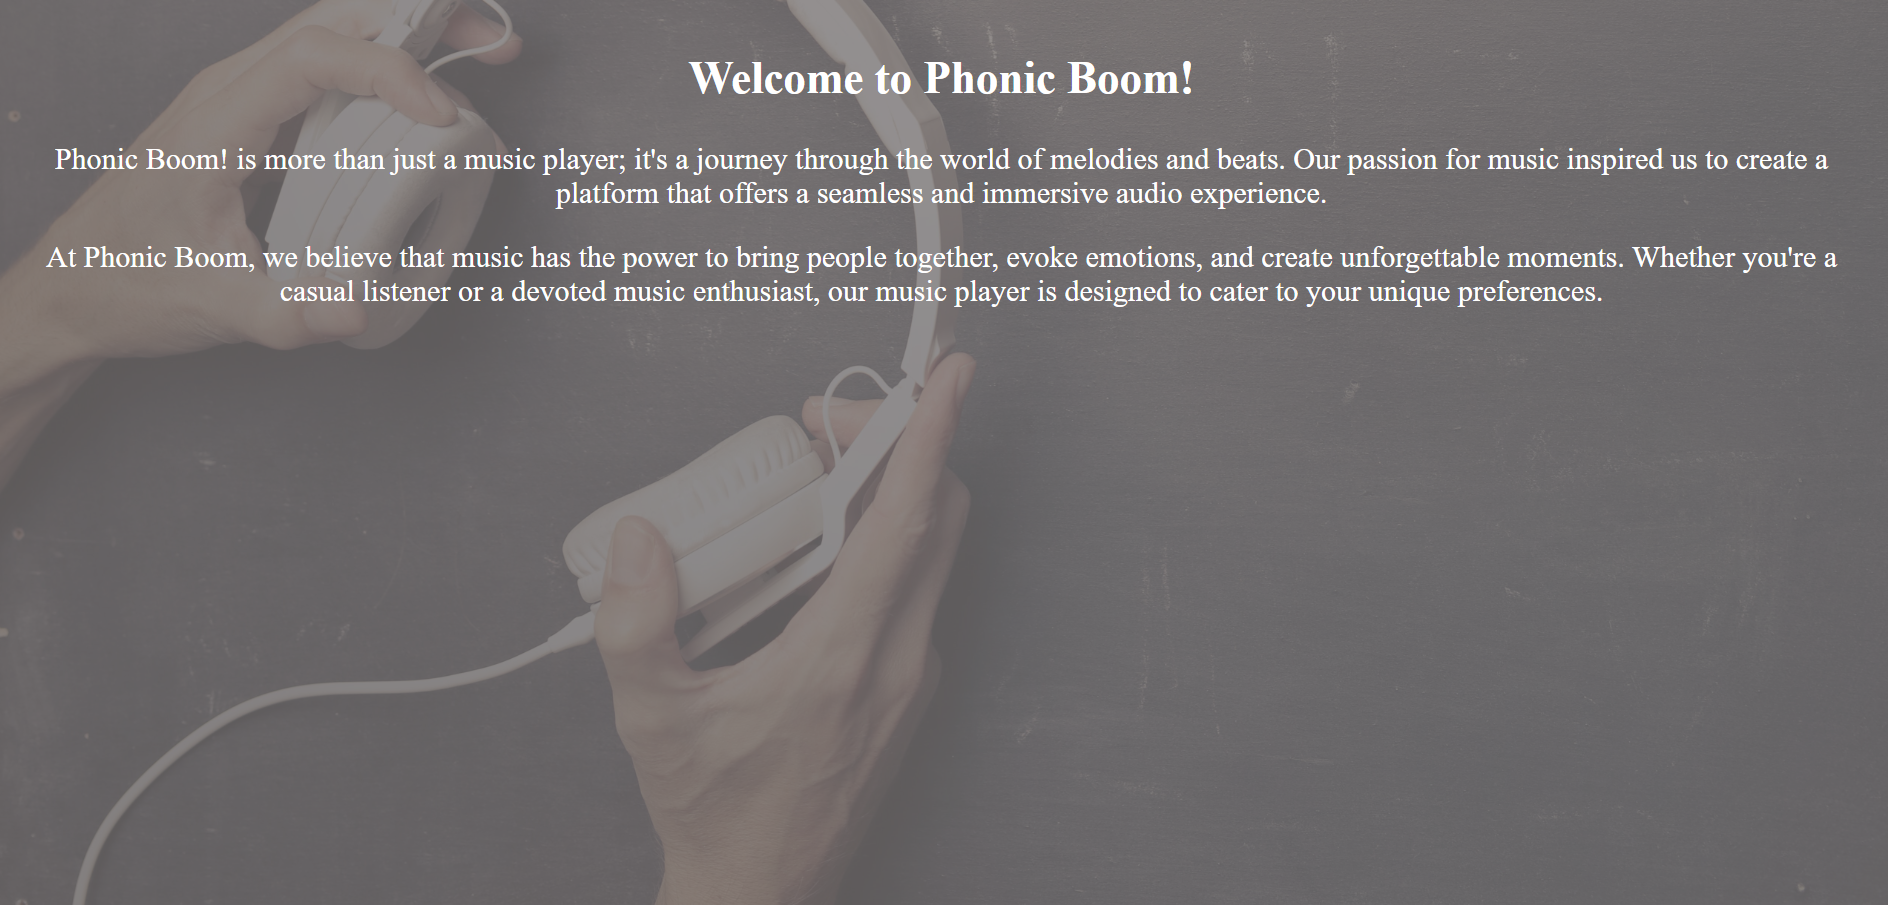 Welcome to Phonic Boom!
Phonic Boom! is more than just a music player; it's a journey through the world of melodies and beats. Our passion for music inspired us to create a
platform that offers a seamless and immersive audio experience.
At Phonic Boom, we believe that music has the power to bring people together, evoke emotions, and create unforgettable moments. Whether you're a
casual listener or a devoted music enthusiast, our music player is designed to cater to your unique preferences.